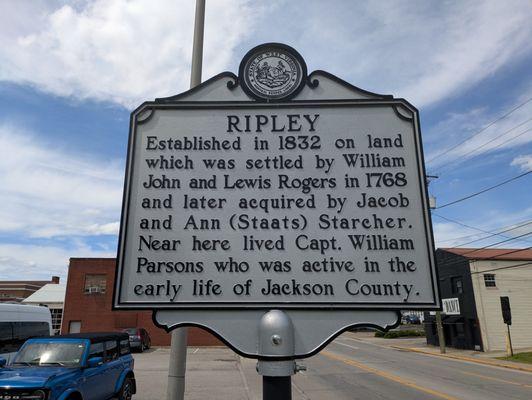 RIPLEY
Established in 1832 on land
which was settled by William
John and Lewis Rogers in 1768
and later acquired by Jacob
and Ann (Staats) Starcher.
Near here lived Capt. William
Parsons who was active in the
early life of Jackson County.